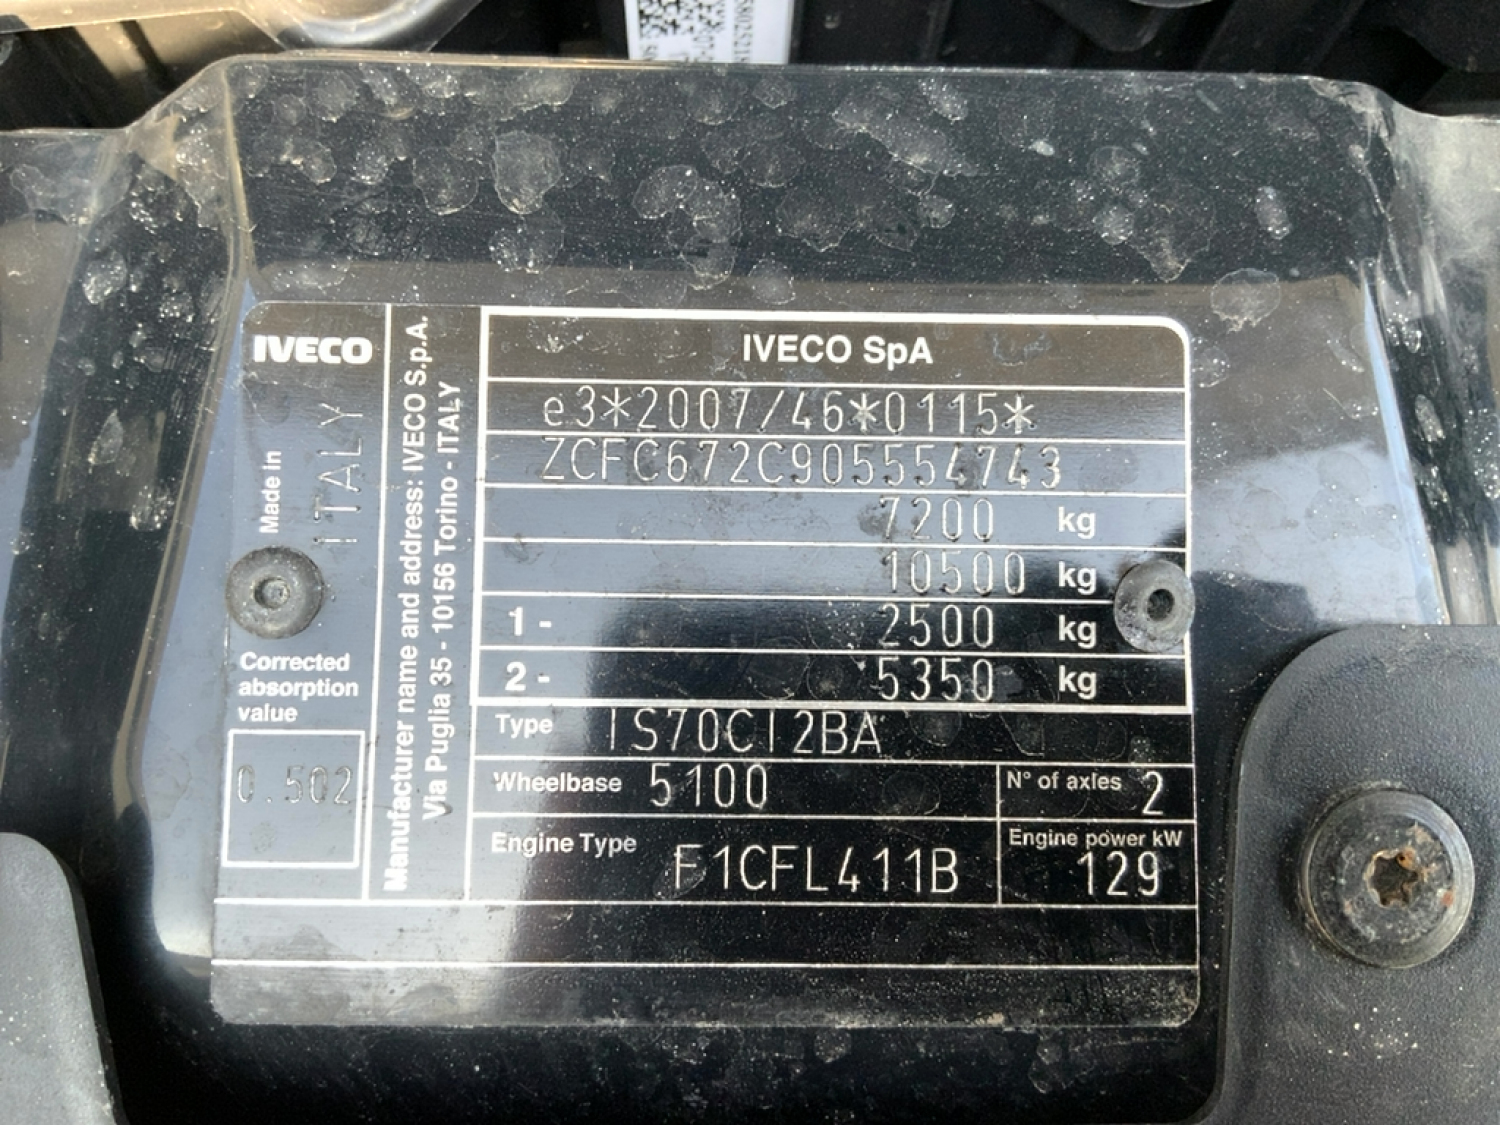 IVECO
Made in ITALY
Corrected
absorption
value
0.502
Manufacturer name and address: IVECO S.p.A.
Via Puglia 35 - 10156 Torino - ITALY
IVECO SpA
e3*2007/46*0115*
ZCFC672C905554743
7200 kg
10500 kg
1 - 2500 kg
2 - 5350 kg
Type IS70CI2BA
Wheelbase 5100
N° of axles 2
Engine Type F1CFL411B
Engine power kW
129